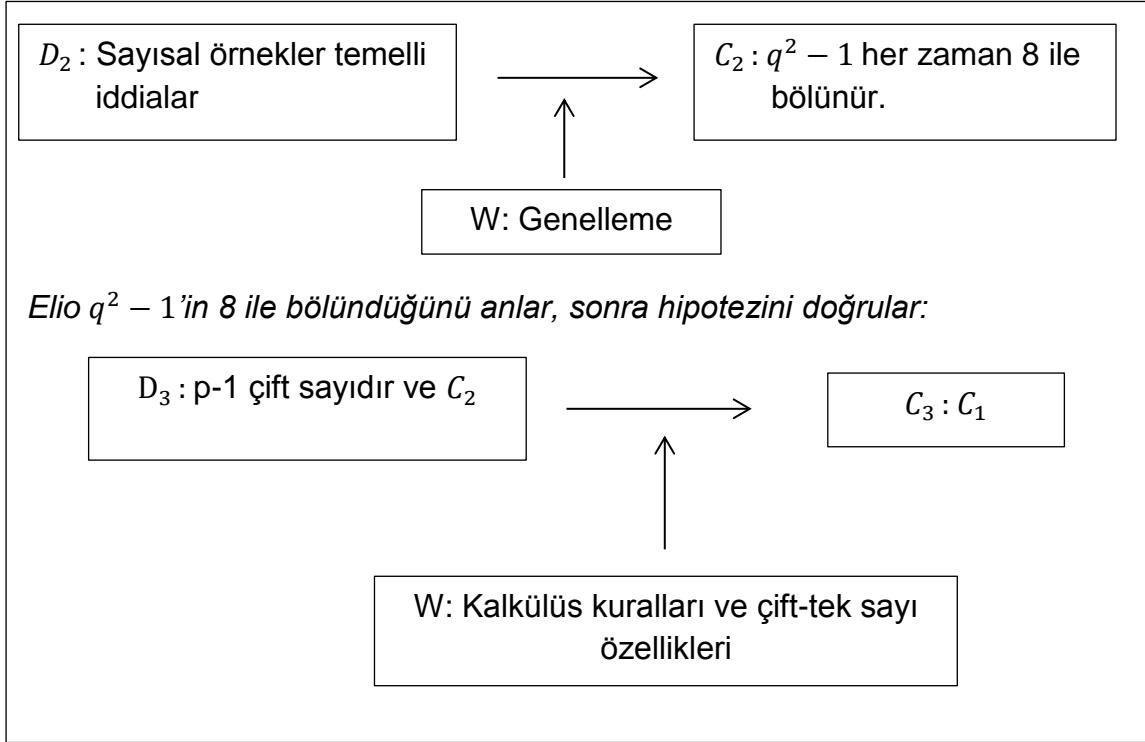 D₂ : Sayısal örnekler temelli
iddialar
C₂ : q² − 1 her zaman 8 ile
bölünür.
W: Genelleme
Elio q² − 1’in 8 ile bölündüğünü anlar, sonra hipotezini doğrular:
D₃ : p-1 çift sayıdır ve C₂
C₃ : C₁
W: Kalkülüs kuralları ve çift-tek sayı
özellikleri